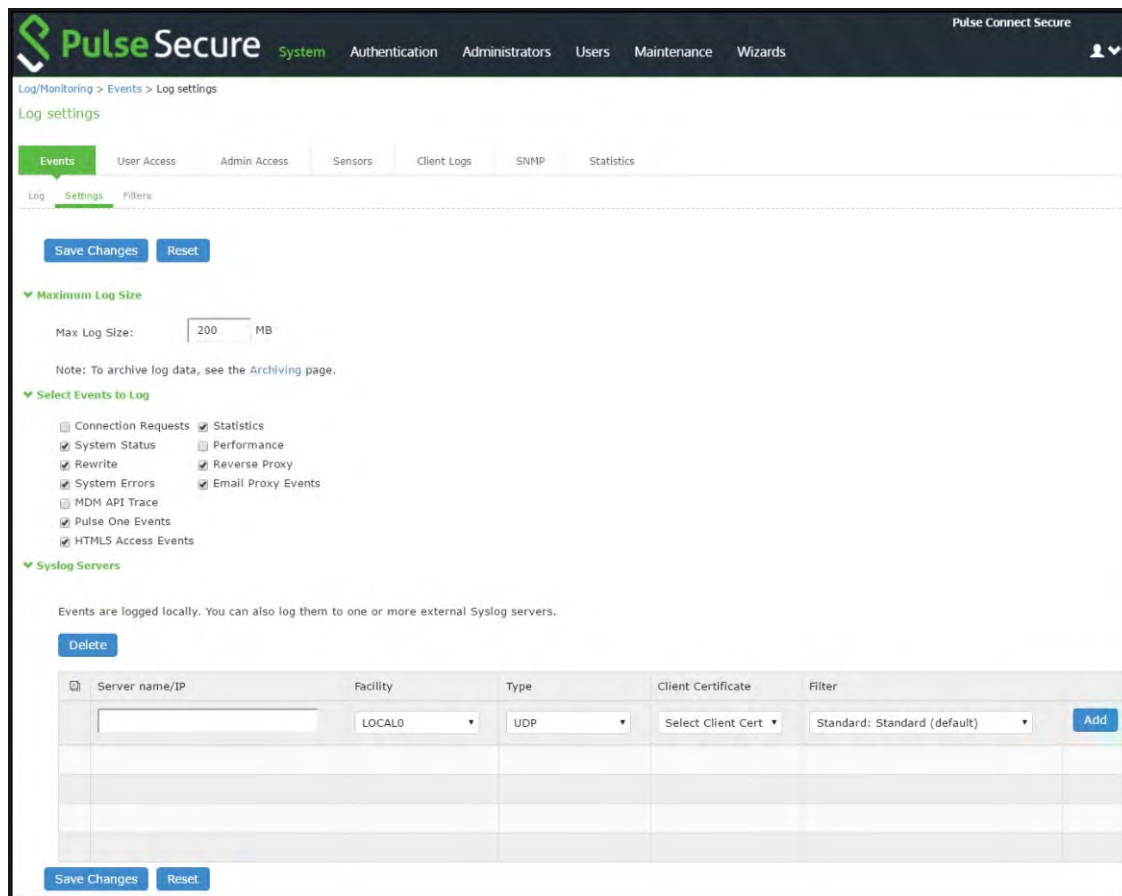 Pulse Connect Secure
Pulse Secure System Authentication Administrators Users Maintenance Wizards
Log/Monitoring > Events > Log settings
Log settings
Events User Access Admin Access Sensors Client Logs SNMP Statistics
Log Settings Filters
Save Changes Reset
Maximum Log Size
Max Log Size: 200 MB
Note: To archive log data, see the Archiving page.
Select Events to Log
Connection Requests Statistics
System Status Performance
Rewrite Reverse Proxy
System Errors Email Proxy Events
MDM API Trace
Pulse One Events
HTML5 Access Events
Syslog Servers
Events are logged locally. You can also log them to one or more external Syslog servers.
Delete
Server name/IP Facility Type Client Certificate Filter
LOCAL0 UDP Select Client Cert Standard: Standard (default) Add
Save Changes Reset